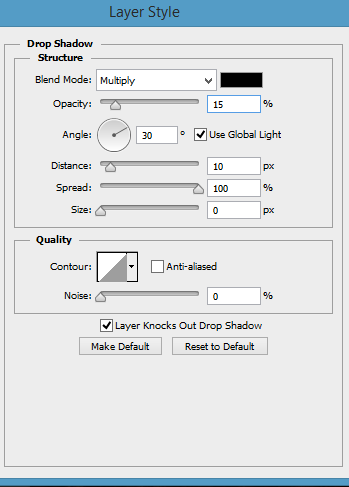 Layer Style
Drop Shadow
Structure
Blend Mode: Multiply
Opacity: 15 %
Angle: 30 ° Use Global Light
Distance: 10 px
Spread: 100 %
Size: 0 px
Quality
Contour: Anti-aliased
Noise: 0 %
Layer Knocks Out Drop Shadow
Make Default Reset to Default